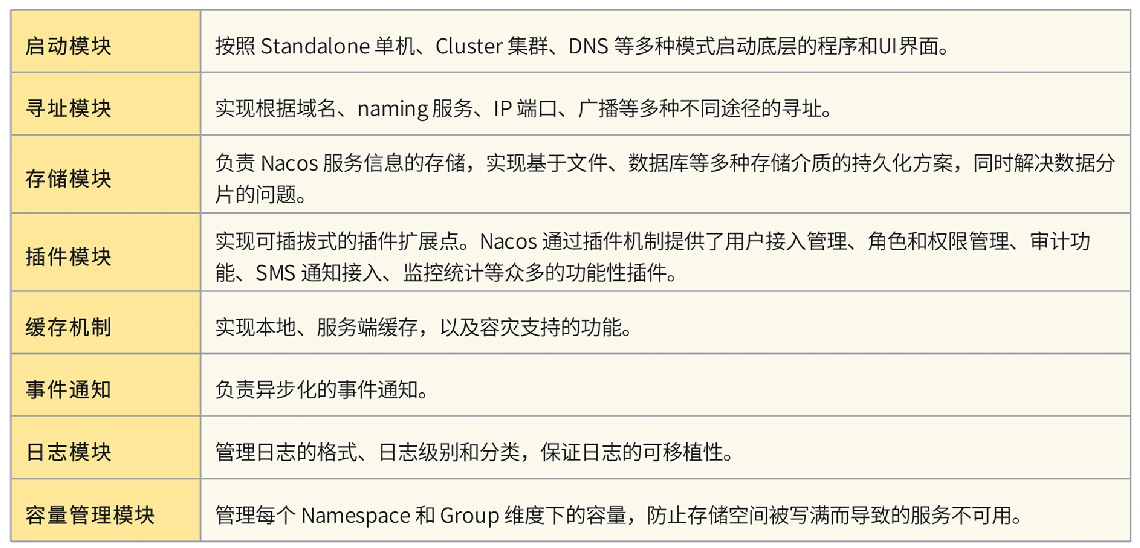 启动模块
按照 Standalone 单机、Cluster 集群、DNS 等多种模式启动底层的程序和UI界面。
寻址模块
实现根据域名、naming 服务、IP 端口、广播等多种不同途径的寻址。
存储模块
负责 Nacos 服务信息的存储，实现基于文件、数据库等多种存储介质的持久化方案，同时解决数据分
片的问题。
插件模块
实现可插拔式的插件扩展点。Nacos 通过插件机制提供了用户接入管理、角色和权限管理、审计功
能、SMS 通知接入、监控统计等众多的功能性插件。
缓存机制
实现本地、服务端缓存，以及容灾支持的功能。
事件通知
负责异步化的事件通知。
日志模块
管理日志的格式、日志级别和分类，保证日志的可移植性。
容量管理模块
管理每个 Namespace 和 Group 维度下的容量，防止存储空间被写满而导致的服务不可用。